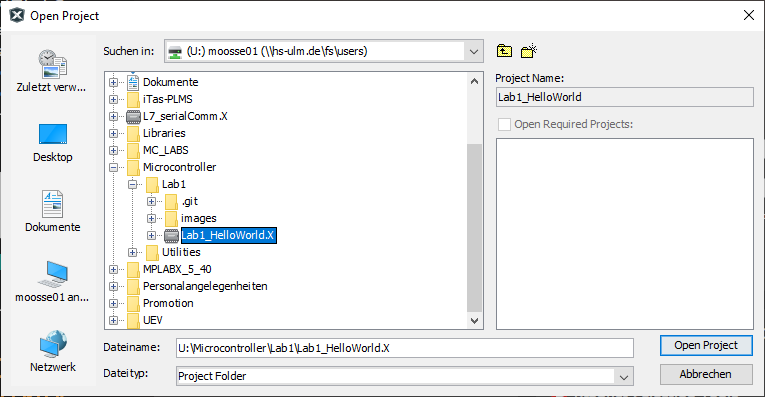 Open Project
Suchen in:
(U:) moosse01 (\\hs-ulm.de\fs\users)
Zuletzt verw...
Desktop
Dokumente
moosse01 an...
Netzwerk
Dokumente
iTas-PLMS
L7_serialComm.X
Libraries
MC_LABS
Microcontroller
Lab1
.git
images
Lab1_HelloWorld.X
Utilities
MPLABX_5_40
Personalangelegenheiten
Promotion
UEV
Project Name:
Lab1_HelloWorld
Open Required Projects:
Dateiname:
U:\Microcontroller\Lab1\Lab1_HelloWorld.X
Open Project
Dateityp:
Project Folder
Abbrechen